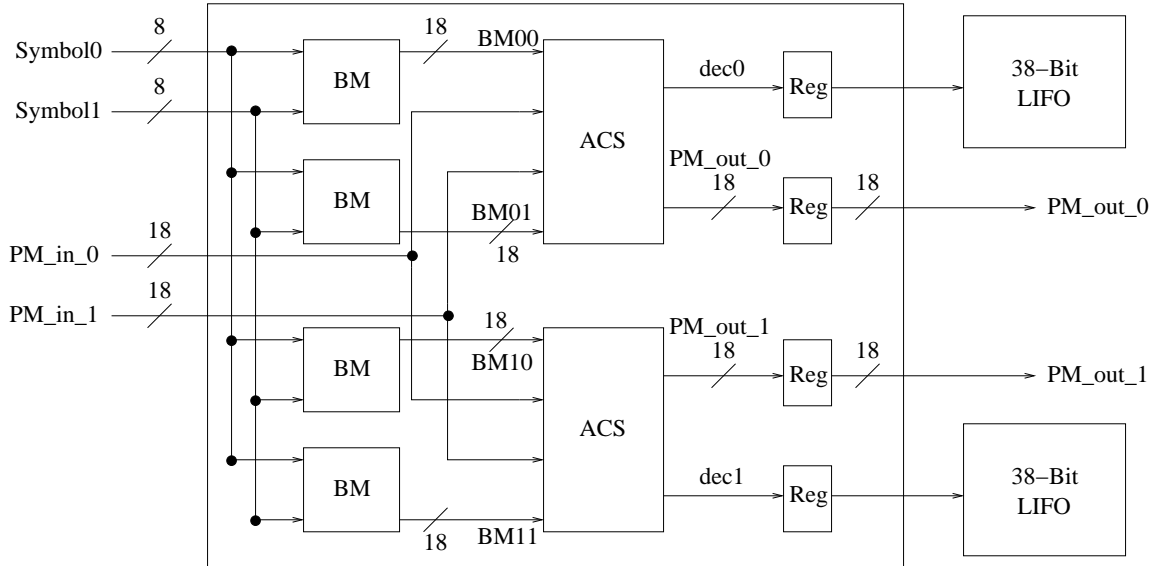 Symbol0
8
Symbol1
8
PM_in_0
18
PM_in_1
18
BM
18
BM00
BM
BM01
18
BM
18
BM10
BM
18
BM11
ACS
dec0
Reg
38−Bit
LIFO
PM_out_0
18
Reg
18
PM_out_0
ACS
PM_out_1
18
Reg
18
PM_out_1
dec1
Reg
38−Bit
LIFO